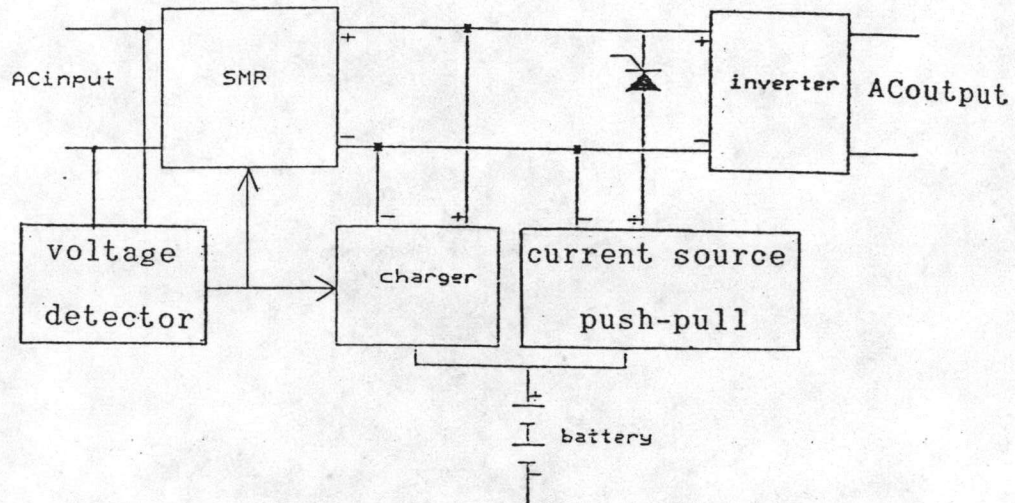 ACinput
SMR
+
−
+
−
inverter
ACoutput
voltage
detector
−
+
charger
−
+
current source
push-pull
+
battery
−